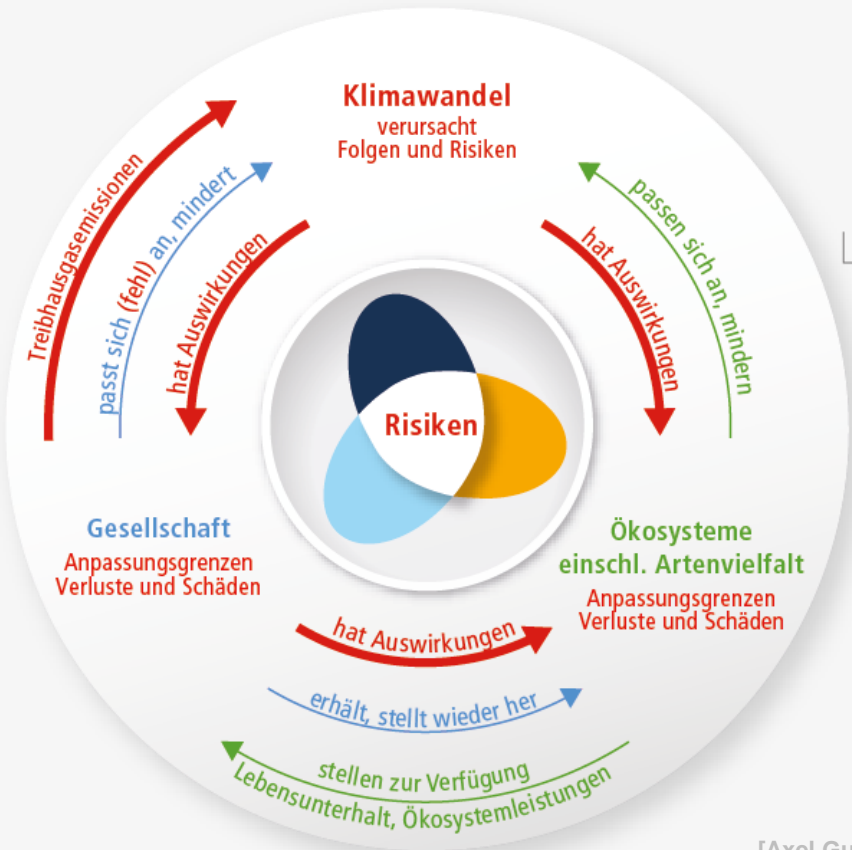 Klimawandel
verursacht
Folgen und Risiken
Treibhausgasemissionen
passt sich (fehl) an, mindert
hat Auswirkungen
hat Auswirkungen
passen sich an, mindern
Risiken
Gesellschaft
Anpassungsgrenzen
Verluste und Schäden
Ökosysteme
einschl. Artenvielfalt
Anpassungsgrenzen
Verluste und Schäden
hat Auswirkungen
erhält, stellt wieder her
stellen zur Verfügung
Lebensunterhalt, Ökosystemleistungen